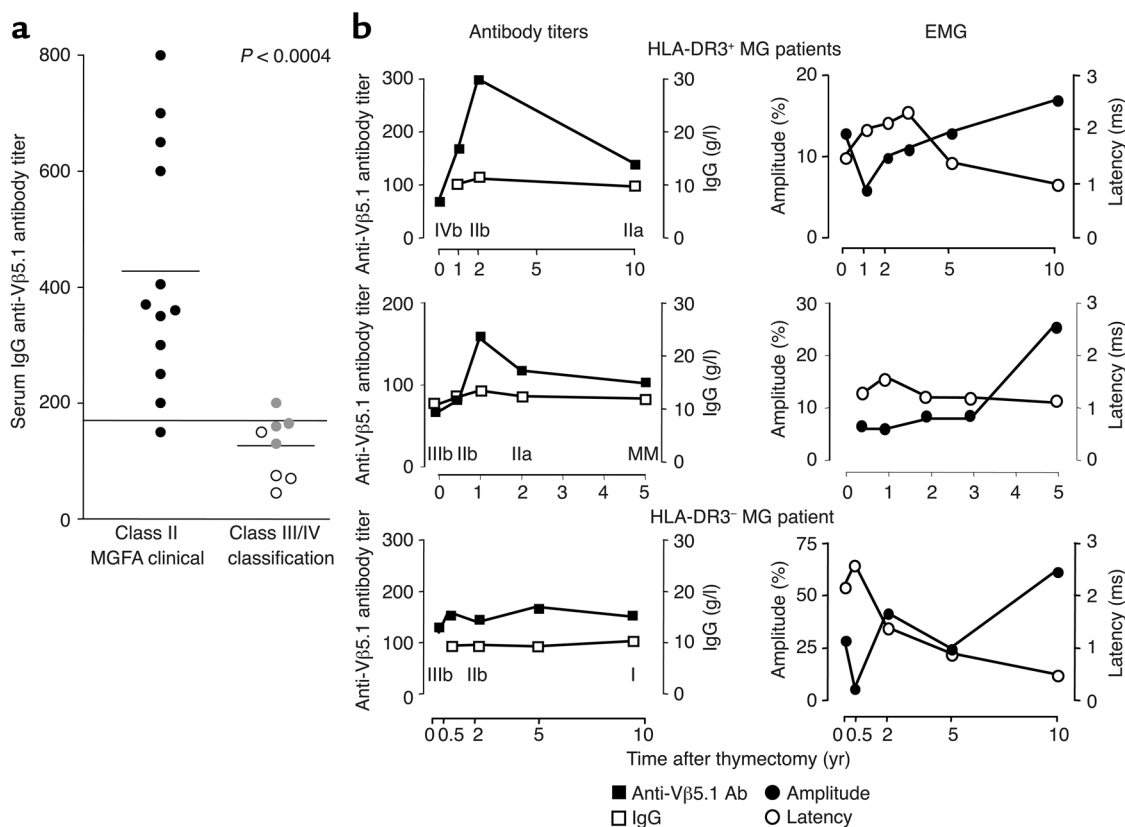 a
P < 0.0004
Serum IgG anti-Vβ5.1 antibody titer
800
600
400
200
0
Class II
MGFA clinical
Class III/IV
classification
b
Antibody titers
EMG
HLA-DR3⁺ MG patients
Anti-Vβ5.1 antibody titer
300
200
100
0
30
20
10
0
IgG (g/l)
IVb IIb IIa
0 1 2 5 10
Amplitude (%)
20
10
0
3
2
1
0
Latency (ms)
0 1 2 5 10
Anti-Vβ5.1 antibody titer
200
100
0
30
20
10
0
IgG (g/l)
IIIb IIb IIa MM
0 1 2 3 4 5
Amplitude (%)
30
20
10
0
3
2
1
0
Latency (ms)
0 1 2 3 4 5
HLA-DR3⁻ MG patient
Anti-Vβ5.1 antibody titer
300
200
100
0
30
20
10
0
IgG (g/l)
IIIb IIb I
0 0.5 2 5 10
Amplitude (%)
75
50
25
0
3
2
1
0
Latency (ms)
0 0.5 2 5 10
Time after thymectomy (yr)
Anti-Vβ5.1 Ab
Amplitude
IgG
Latency